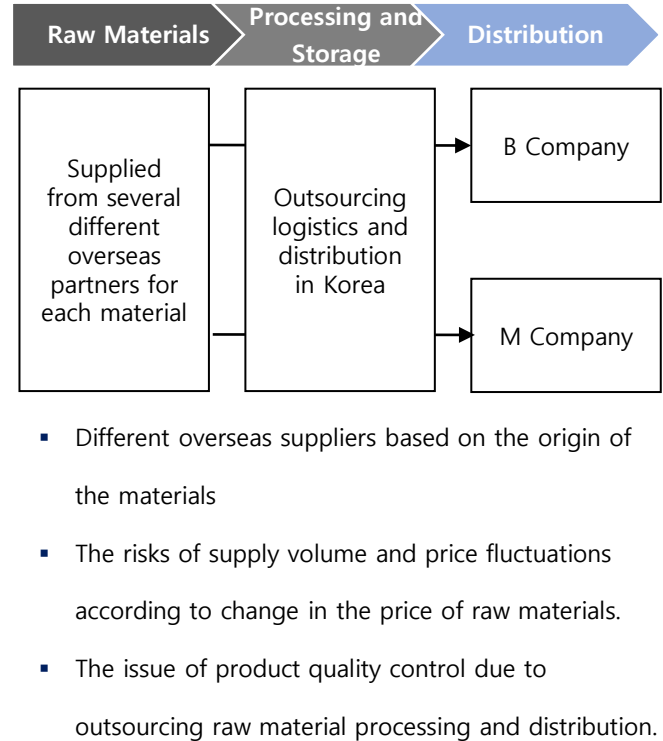 Raw Materials
Processing and
Storage
Distribution
Supplied
from several
different
overseas
partners for
each material
Outsourcing
logistics and
distribution
in Korea
B Company
M Company
▪ Different overseas suppliers based on the origin of
the materials
▪ The risks of supply volume and price fluctuations
according to change in the price of raw materials.
▪ The issue of product quality control due to
outsourcing raw material processing and distribution.